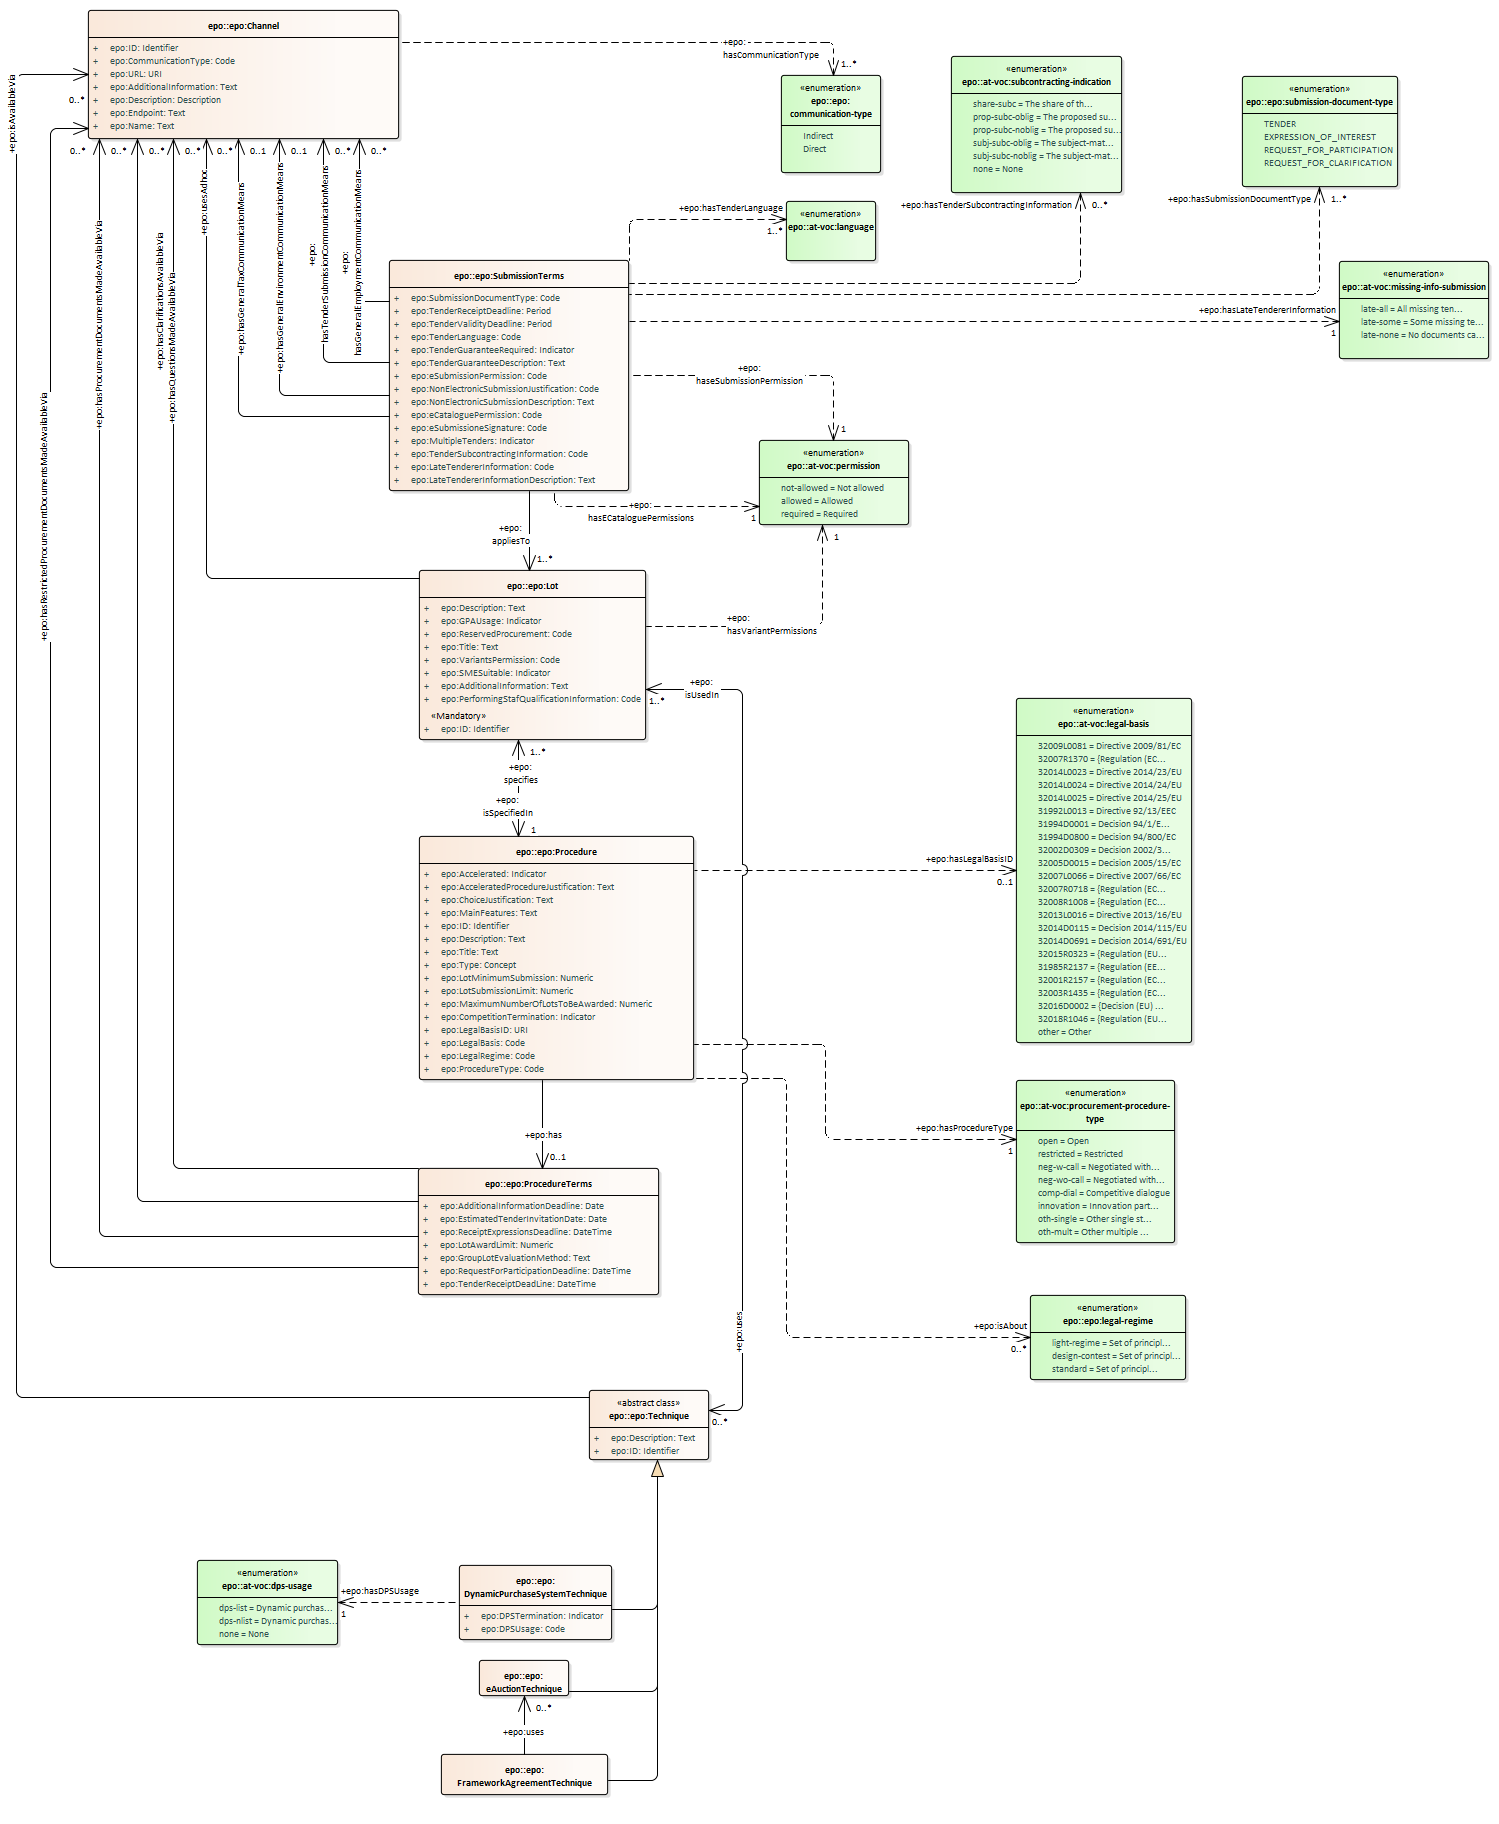 epo::epo:Channel
+ epo:ID: Identifier
+ epo:CommunicationType: Code
+ epo:URL: URI
+ epo:AdditionalInformation: Text
+ epo:Description: Description
+ epo:Endpoint: Text
+ epo:Name: Text
+epo:
hasCommunicationType
1..*
«enumeration»
epo::epo:
communication-type
Indirect
Direct
«enumeration»
epo::at-voc:subcontracting-indication
share-subc = The share of th...
prop-subc-oblig = The proposed su...
prop-subc-noblig = The proposed su...
subj-subc-oblig = The subject-mat...
subj-subc-noblig = The subject-mat...
none = None
«enumeration»
epo::epo:submission-document-type
TENDER
EXPRESSION_OF_INTEREST
REQUEST_FOR_PARTICIPATION
REQUEST_FOR_CLARIFICATION
+epo:isAvailableVia
0..*
+epo:hasRestrictedProcurementDocumentsMadeAvailableVia
0..*
+epo:hasProcurementDocumentsMadeAvailableVia
0..*
+epo:hasClarificationsAvailableVia
0..*
+epo:hasQuestionsMadeAvailableVia
0..*
+epo:usesAdhoc
0..*
+epo:hasGeneralTaxCommunicationMeans
0..1
+epo:hasGeneralEnvironmentCommunicationMeans
0..1
+epo:
hasTenderSubmissionCommunicationMeans
0..*
+epo:
hasGeneralEmploymentCommunicationMeans
0..*
+epo:hasTenderLanguage
1..*
«enumeration»
epo::at-voc:language
+epo:hasTenderSubcontractingInformation
0..*
+epo:hasSubmissionDocumentType
1..*
epo::epo:SubmissionTerms
+ epo:SubmissionDocumentType: Code
+ epo:TenderReceiptDeadline: Period
+ epo:TenderValidityDeadline: Period
+ epo:TenderLanguage: Code
+ epo:TenderGuaranteeRequired: Indicator
+ epo:TenderGuaranteeDescription: Text
+ epo:eSubmissionPermission: Code
+ epo:NonElectronicSubmissionJustification: Code
+ epo:NonElectronicSubmissionDescription: Text
+ epo:eCataloguePermission: Code
+ epo:eSubmissioneSignature: Code
+ epo:MultipleTenders: Indicator
+ epo:TenderSubcontractingInformation: Code
+ epo:LateTendererInformation: Code
+ epo:LateTendererInformationDescription: Text
+epo:hasLateTendererInformation
1
«enumeration»
epo::at-voc:missing-info-submission
late-all = All missing ten...
late-some = Some missing te...
late-none = No documents ca...
+epo:
haseSubmissionPermission
1
«enumeration»
epo::at-voc:permission
not-allowed = Not allowed
allowed = Allowed
required = Required
+epo:
hasECataloguePermissions
1
+epo:
appliesTo
1..*
1
epo::epo:Lot
+ epo:Description: Text
+ epo:GPAUsage: Indicator
+ epo:ReservedProcurement: Code
+ epo:Title: Text
+ epo:VariantsPermission: Code
+ epo:SMESuitable: Indicator
+ epo:AdditionalInformation: Text
+ epo:PerformingStafQualificationInformation: Code
«Mandatory»
+ epo:ID: Identifier
+epo:
hasVariantPermissions
+epo:
isUsedIn
1..*
1..*
+epo:
specifies
+epo:
isSpecifiedIn
1
epo::epo:Procedure
+ epo:Accelerated: Indicator
+ epo:AcceleratedProcedureJustification: Text
+ epo:ChoiceJustification: Text
+ epo:MainFeatures: Text
+ epo:ID: Identifier
+ epo:Description: Text
+ epo:Title: Text
+ epo:Type: Concept
+ epo:LotMinimumSubmission: Numeric
+ epo:LotSubmissionLimit: Numeric
+ epo:MaximumNumberOfLotsToBeAwarded: Numeric
+ epo:CompetitionTermination: Indicator
+ epo:LegalBasisID: URI
+ epo:LegalBasis: Code
+ epo:LegalRegime: Code
+ epo:ProcedureType: Code
+epo:hasLegalBasisID
0..1
«enumeration»
epo::at-voc:legal-basis
32009L0081 = Directive 2009/81/EC
32007R1370 = {Regulation (EC...
32014L0023 = Directive 2014/23/EU
32014L0024 = Directive 2014/24/EU
32014L0025 = Directive 2014/25/EU
31992L0013 = Directive 92/13/EEC
31994D0001 = Decision 94/1/E...
31994D0800 = Decision 94/800/EC
32002D0309 = Decision 2002/3...
32005D0015 = Decision 2005/15/EC
32007L0066 = Directive 2007/66/EC
32007R0718 = {Regulation (EC...
32008R1008 = {Regulation (EC...
32013L0016 = Directive 2013/16/EU
32014D0115 = Decision 2014/115/EU
32014D0691 = Decision 2014/691/EU
32015R0323 = {Regulation (EU...
31985R2137 = {Regulation (EE...
32001R2157 = {Regulation (EC...
32003R1435 = {Regulation (EC...
32016D0002 = {Decision (EU) ...
32018R1046 = {Regulation (EU...
other = Other
+epo:has
0..1
+epo:hasProcedureType
1
«enumeration»
epo::at-voc:procurement-procedure-
type
open = Open
restricted = Restricted
neg-w-call = Negotiated with...
neg-wo-call = Negotiated with...
comp-dial = Competitive dialogue
innovation = Innovation part...
oth-single = Other single st...
oth-mult = Other multiple ...
epo::epo:ProcedureTerms
+ epo:AdditionalInformationDeadline: Date
+ epo:EstimatedTenderInvitationDate: Date
+ epo:ReceiptExpressionsDeadline: DateTime
+ epo:LotAwardLimit: Numeric
+ epo:GroupLotEvaluationMethod: Text
+ epo:RequestForParticipationDeadline: DateTime
+ epo:TenderReceiptDeadLine: DateTime
+epo:isAbout
0..*
«enumeration»
epo::epo:legal-regime
light-regime = Set of principl...
design-contest = Set of principl...
standard = Set of principl...
+epo:uses
0..*
«abstract class»
epo::epo:Technique
+ epo:Description: Text
+ epo:ID: Identifier
«enumeration»
epo::at-voc:dps-usage
dps-list = Dynamic purchas...
dps-nlist = Dynamic purchas...
none = None
+epo:hasDPSUsage
1
epo::epo:
DynamicPurchaseSystemTechnique
+ epo:DPSTermination: Indicator
+ epo:DPSUsage: Code
epo::epo:
eAuctionTechnique
0..*
+epo:uses
epo::epo:
FrameworkAgreementTechnique